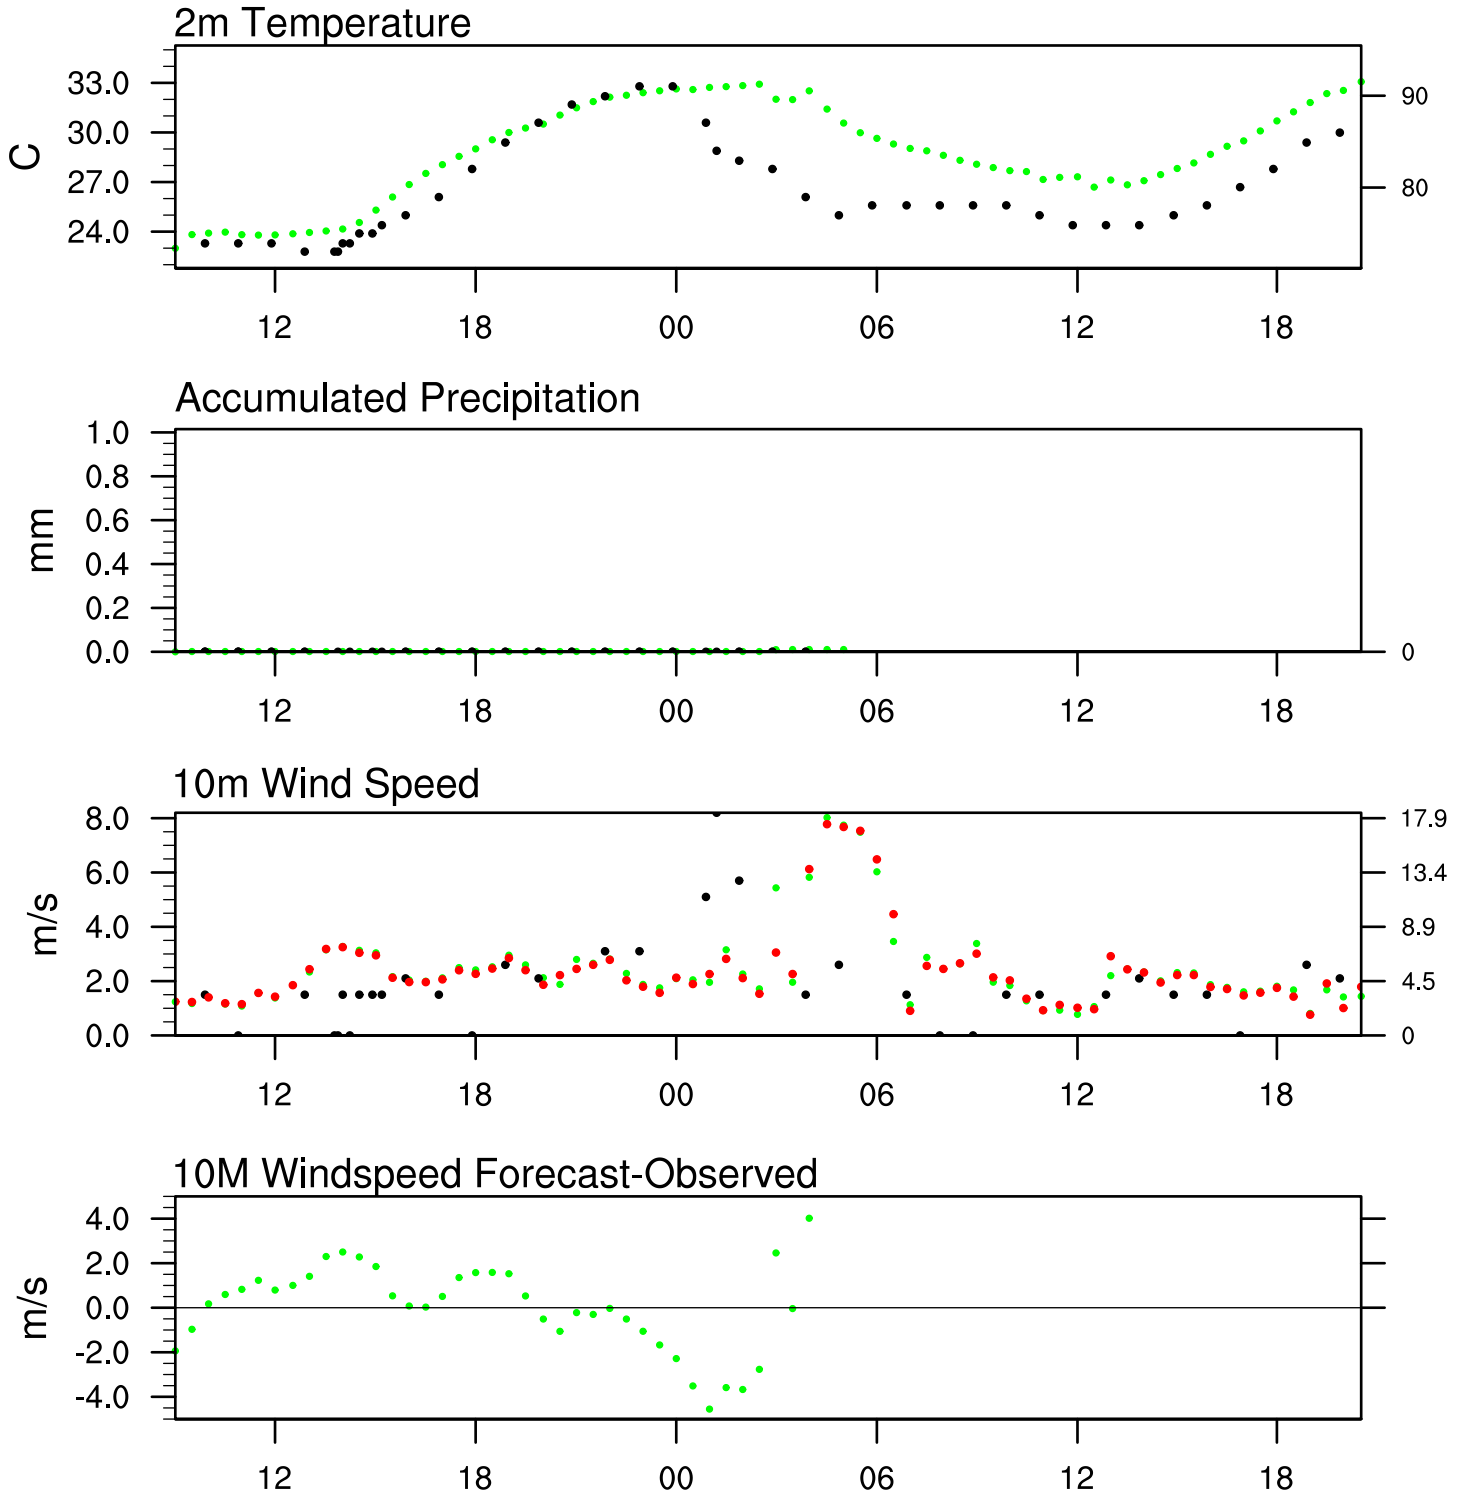 2m Temperature
C
33.0
30.0
27.0
24.0
90
80
12 18 00 06 12 18
Accumulated Precipitation
mm
1.0
0.8
0.6
0.4
0.2
0.0
0
12 18 00 06 12 18
10m Wind Speed
m/s
8.0
6.0
4.0
2.0
0.0
17.9
13.4
8.9
4.5
0
12 18 00 06 12 18
10M Windspeed Forecast-Observed
m/s
4.0
2.0
0.0
-2.0
-4.0
12 18 00 06 12 18